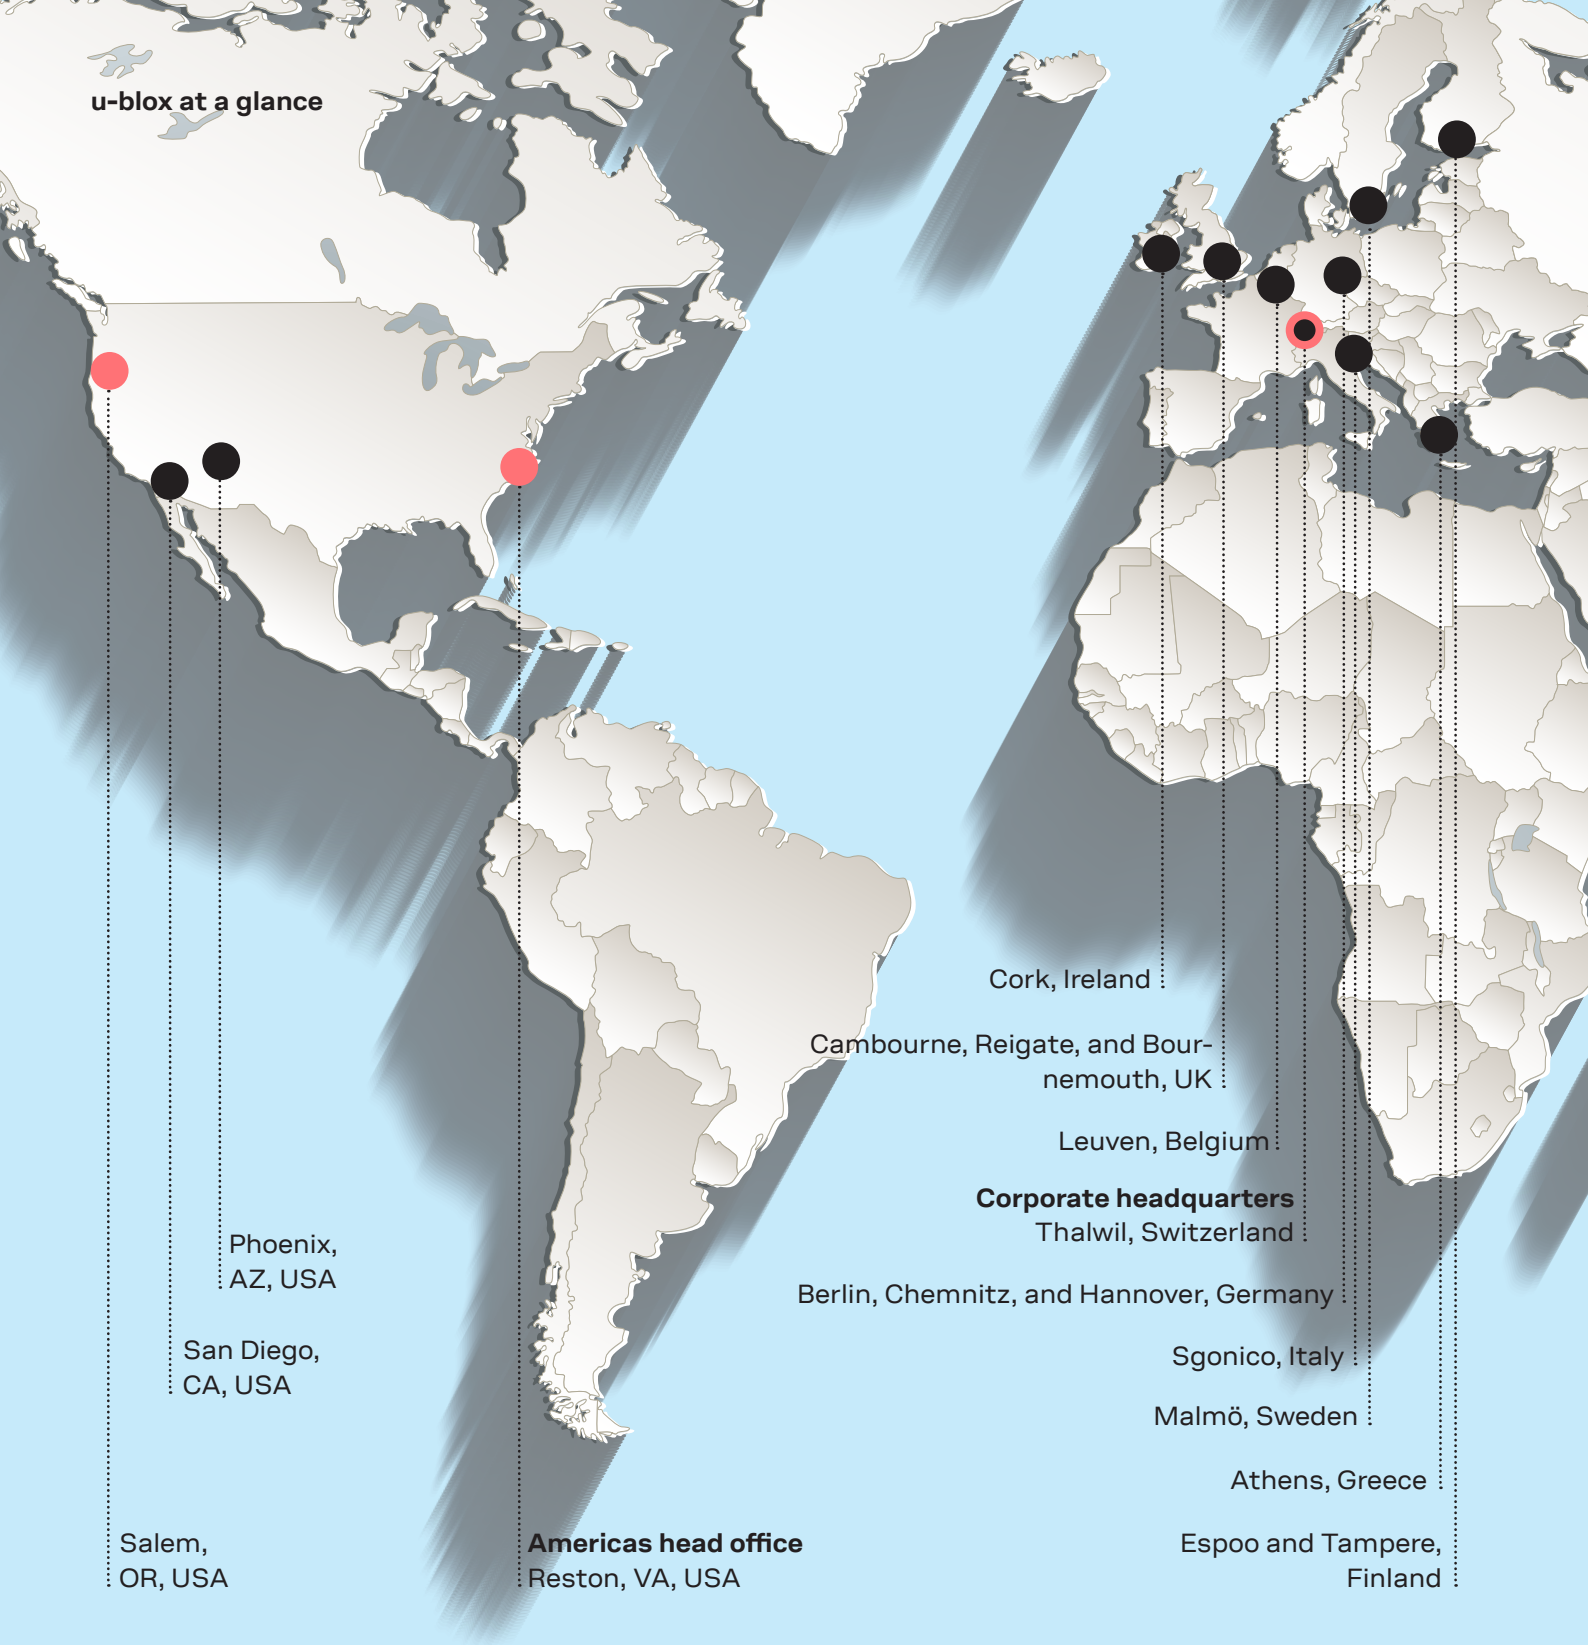 u-blox at a glance
Cork, Ireland
Cambourne, Reigate, and Bour-
nemouth, UK
Leuven, Belgium
Corporate headquarters
Thalwil, Switzerland
Phoenix,
AZ, USA
Berlin, Chemnitz, and Hannover, Germany
San Diego,
CA, USA
Sgonico, Italy
Malmö, Sweden
Athens, Greece
Salem,
OR, USA
Americas head office
Reston, VA, USA
Espoo and Tampere,
Finland